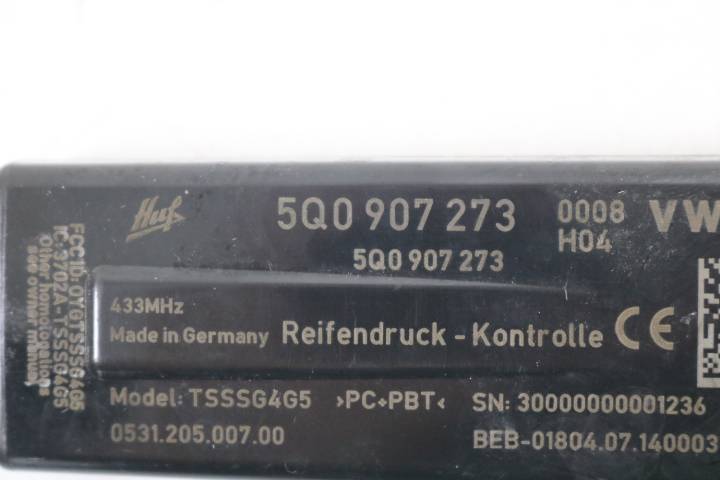 Huf
5Q0 907 273 0008 VW
H04
5Q0 907 273
433MHz
Made in Germany Reifendruck - Kontrolle CE
Model: TSSSG4G5 >PC+PBT< SN: 30000000001236
0531.205.007.00 BEB-01804.07.140003
FCC ID: OYGTSSSG4G5
IC: 3702A-TSSSG4G5
Other homologations
see owner manual